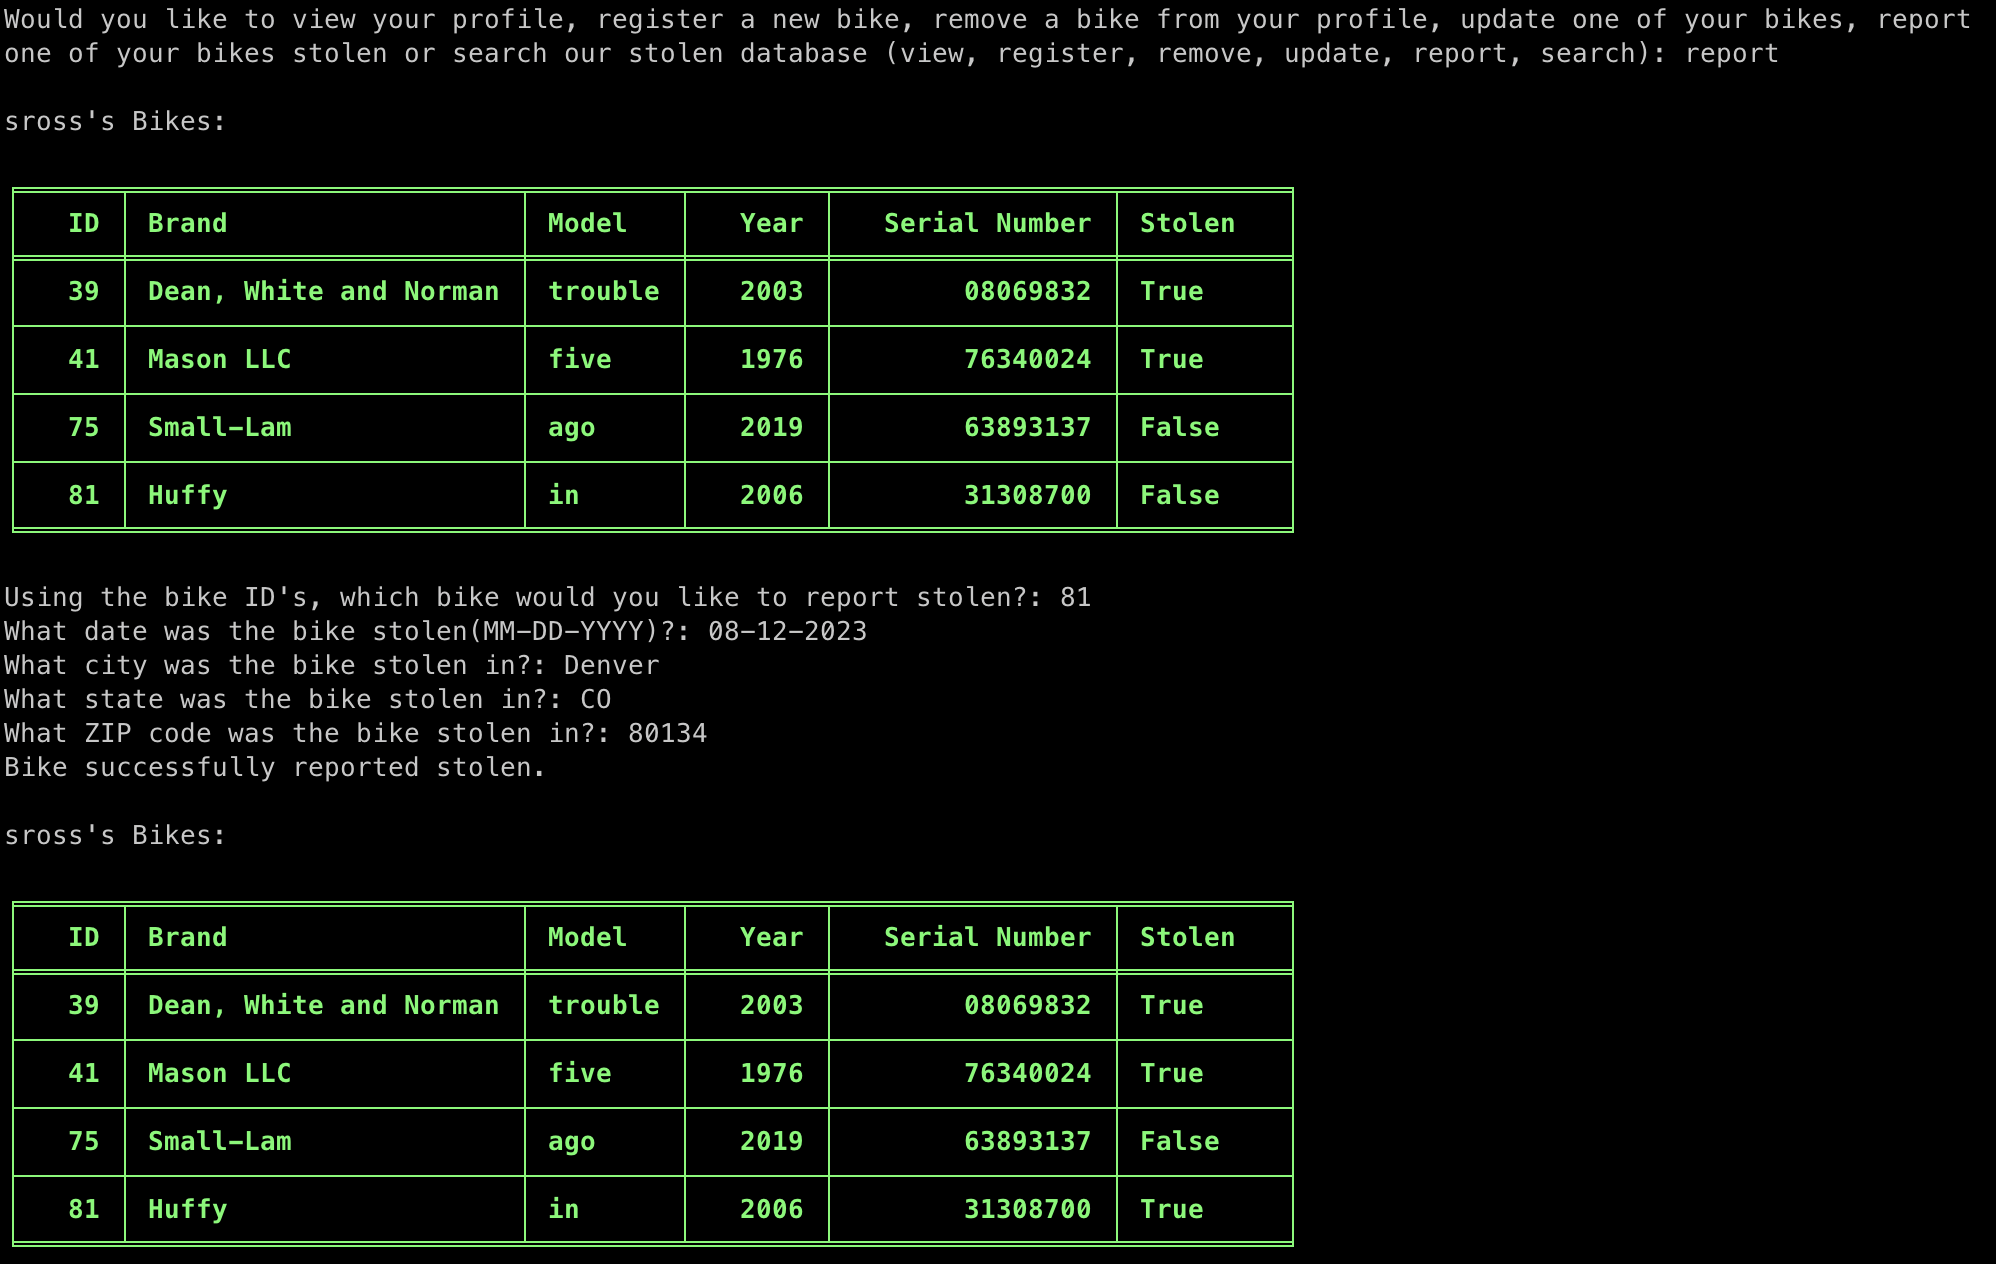 Would you like to view your profile, register a new bike, remove a bike from your profile, update one of your bikes, report
one of your bikes stolen or search our stolen database (view, register, remove, update, report, search): report
sross's Bikes:
ID Brand Model Year Serial Number Stolen
39 Dean, White and Norman trouble 2003 08069832 True
41 Mason LLC five 1976 76340024 True
75 Small-Lam ago 2019 63893137 False
81 Huffy in 2006 31308700 False
Using the bike ID's, which bike would you like to report stolen?: 81
What date was the bike stolen(MM-DD-YYYY)?: 08-12-2023
What city was the bike stolen in?: Denver
What state was the bike stolen in?: CO
What ZIP code was the bike stolen in?: 80134
Bike successfully reported stolen.
sross's Bikes:
ID Brand Model Year Serial Number Stolen
39 Dean, White and Norman trouble 2003 08069832 True
41 Mason LLC five 1976 76340024 True
75 Small-Lam ago 2019 63893137 False
81 Huffy in 2006 31308700 True